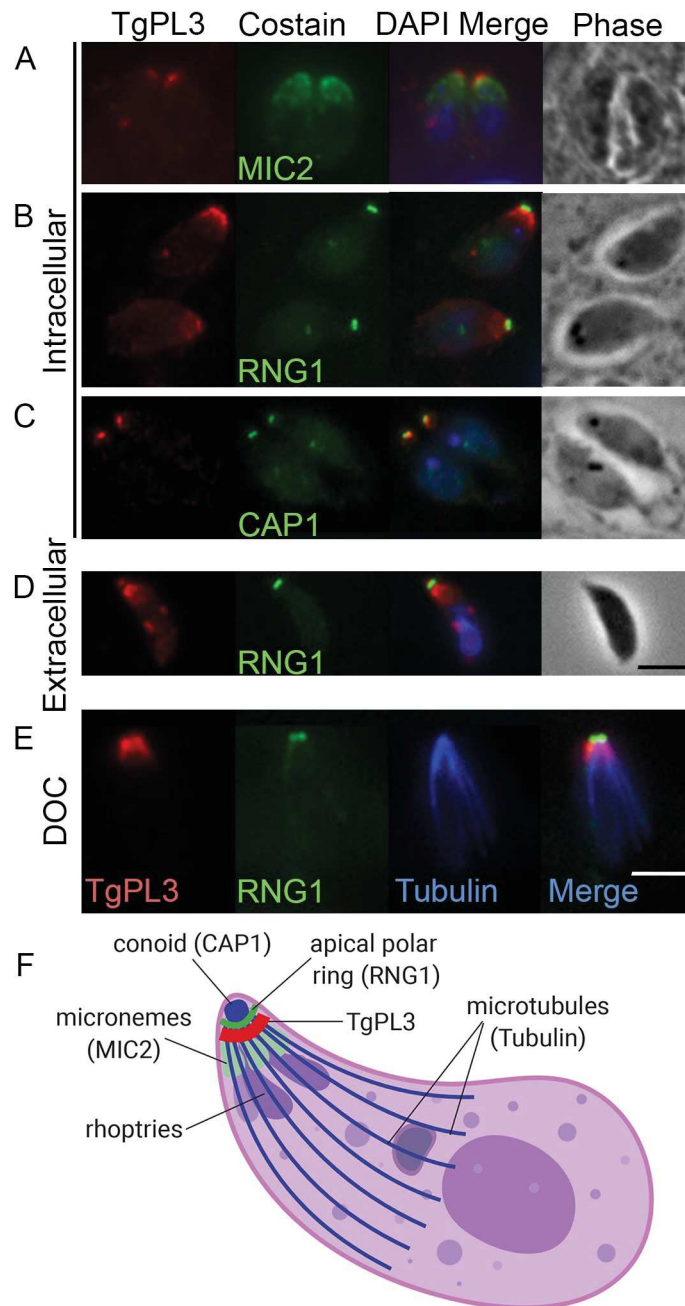 TgPL3 Costain DAPI Merge Phase
A
MIC2
Intracellular
B
RNG1
C
CAP1
Extracellular
D
RNG1
DOC
E
TgPL3 RNG1 Tubulin Merge
F
conoid (CAP1)
apical polar
ring (RNG1)
TgPL3
micronemes
(MIC2)
microtubules
(Tubulin)
rhoptries